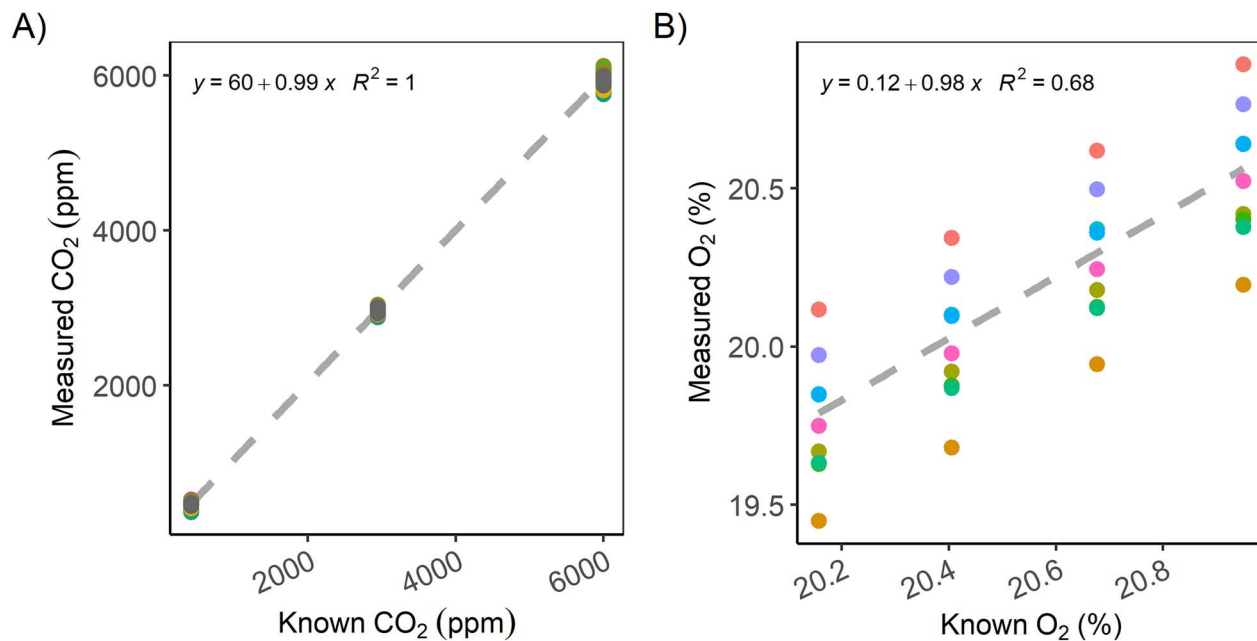 A)
y = 60 + 0.99 x R² = 1
6000
4000
2000
Measured CO₂ (ppm)
2000
4000
6000
Known CO₂ (ppm)
B)
y = 0.12 + 0.98 x R² = 0.68
20.5
20.0
19.5
Measured O₂ (%)
20.2
20.4
20.6
20.8
Known O₂ (%)